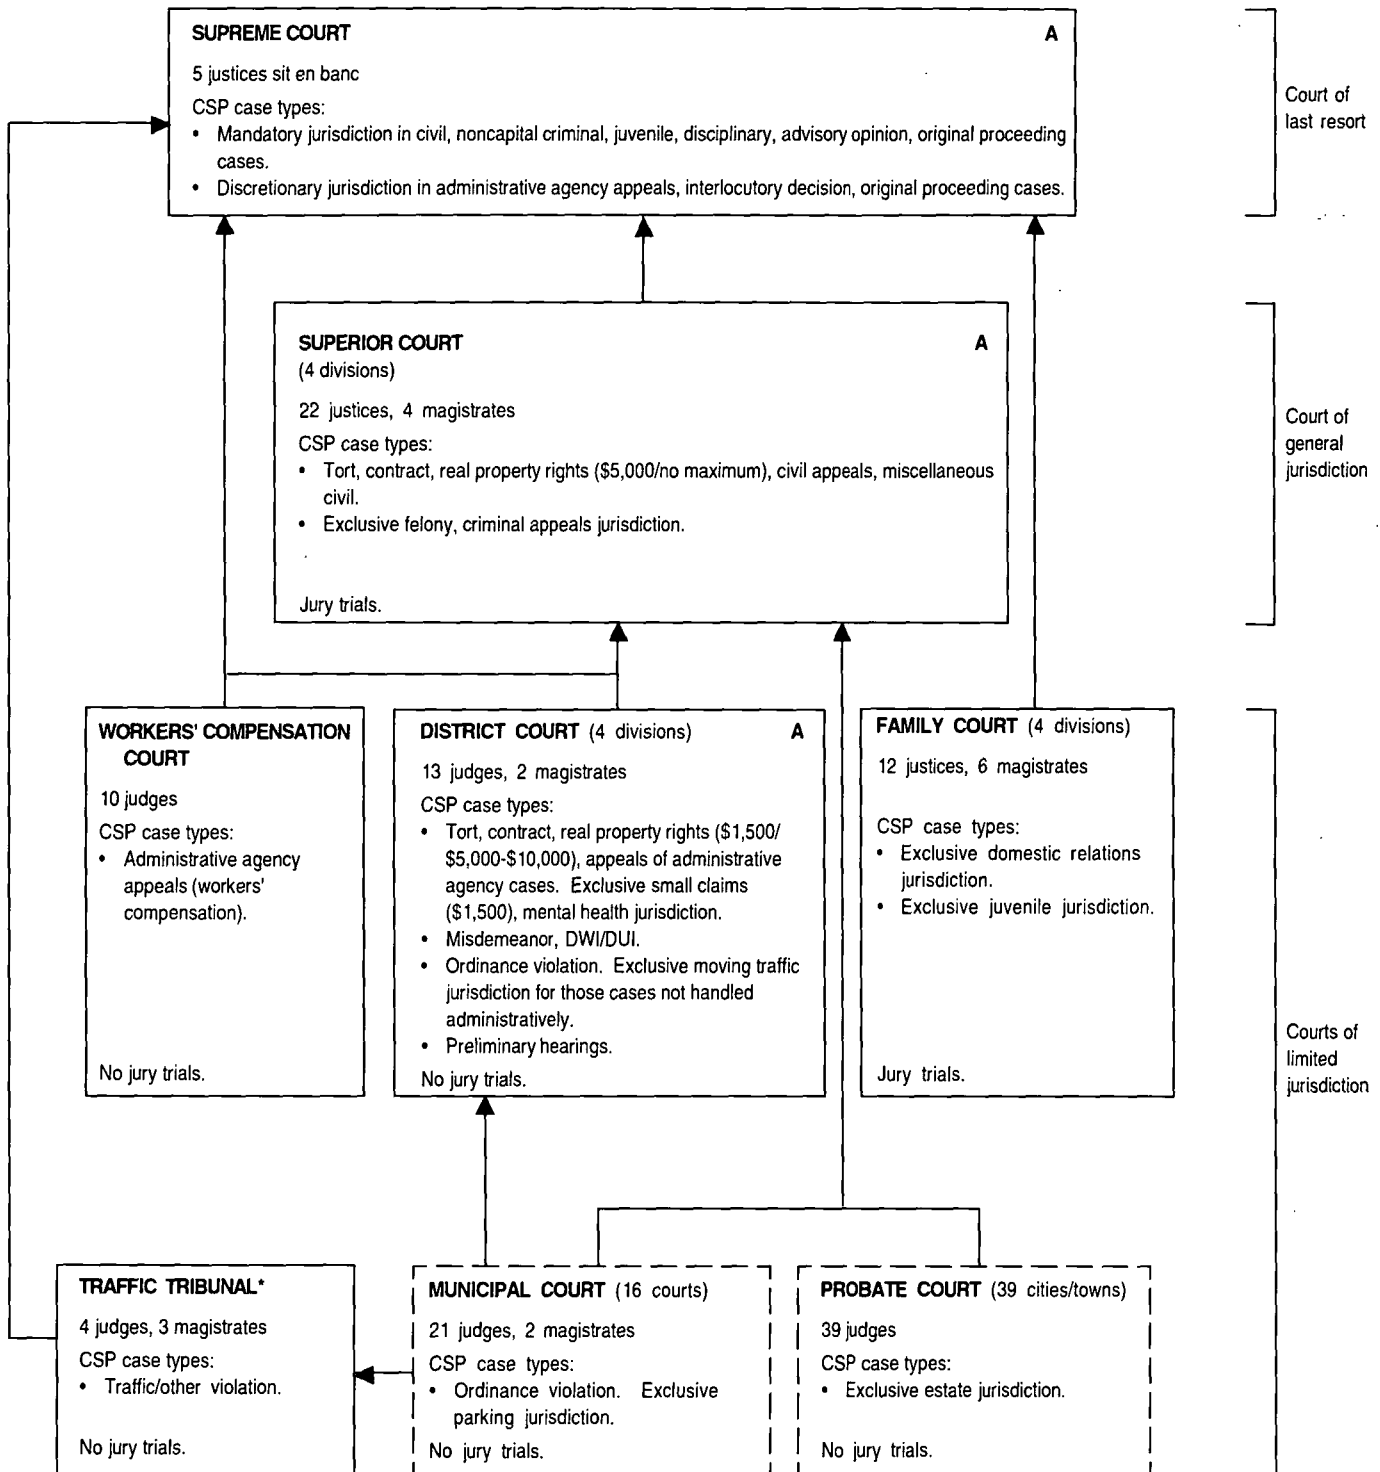 SUPREME COURT A
5 justices sit en banc
CSP case types:
• Mandatory jurisdiction in civil, noncapital criminal, juvenile, disciplinary, advisory opinion, original proceeding
cases.
• Discretionary jurisdiction in administrative agency appeals, interlocutory decision, original proceeding cases.
Court of
last resort
SUPERIOR COURT A
(4 divisions)
22 justices, 4 magistrates
CSP case types:
• Tort, contract, real property rights ($5,000/no maximum), civil appeals, miscellaneous
civil.
• Exclusive felony, criminal appeals jurisdiction.
Jury trials.
Court of
general
jurisdiction
WORKERS' COMPENSATION
COURT
10 judges
CSP case types:
• Administrative agency
appeals (workers'
compensation).
No jury trials.
DISTRICT COURT (4 divisions) A
13 judges, 2 magistrates
CSP case types:
• Tort, contract, real property rights ($1,500/
$5,000-$10,000), appeals of administrative
agency cases. Exclusive small claims
($1,500), mental health jurisdiction.
• Misdemeanor, DWI/DUI.
• Ordinance violation. Exclusive moving traffic
jurisdiction for those cases not handled
administratively.
• Preliminary hearings.
No jury trials.
FAMILY COURT (4 divisions)
12 justices, 6 magistrates
CSP case types:
• Exclusive domestic relations
jurisdiction.
• Exclusive juvenile jurisdiction.
Jury trials.
Courts of
limited
jurisdiction
TRAFFIC TRIBUNAL*
4 judges, 3 magistrates
CSP case types:
• Traffic/other violation.
No jury trials.
MUNICIPAL COURT (16 courts)
21 judges, 2 magistrates
CSP case types:
• Ordinance violation. Exclusive
parking jurisdiction.
No jury trials.
PROBATE COURT (39 cities/towns)
39 judges
CSP case types:
• Exclusive estate jurisdiction.
No jury trials.